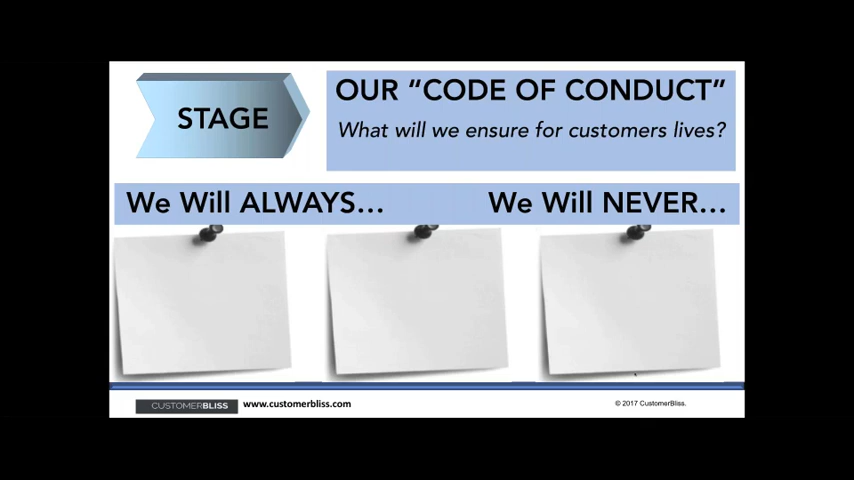 STAGE
OUR “CODE OF CONDUCT”
What will we ensure for customers lives?
We Will ALWAYS… We Will NEVER…
CUSTOMERBLISS www.customerbliss.com © 2017 CustomerBliss.